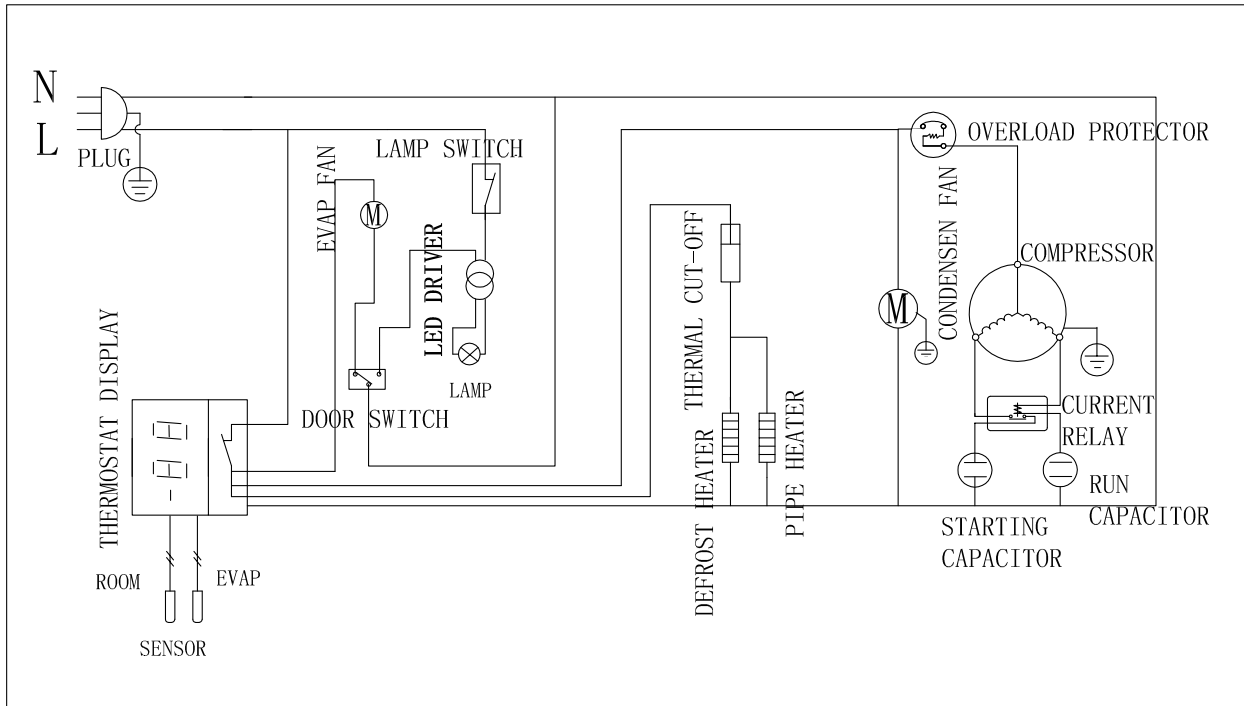 N
L
PLUG
LAMP SWITCH
EVAP FAN
M
LED DRIVER
LAMP
DOOR SWITCH
THERMOSTAT DISPLAY
ROOM
EVAP
SENSOR
THERMAL CUT-OFF
DEFROST HEATER
PIPE HEATER
OVERLOAD PROTECTOR
CONDENSEN FAN
M
COMPRESSOR
CURRENT
RELAY
RUN
CAPACITOR
STARTING
CAPACITOR